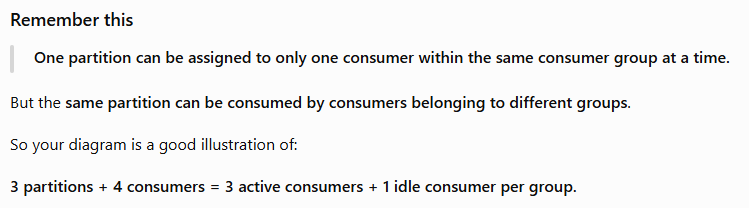 Remember this
One partition can be assigned to only one consumer within the same consumer group at a time.
But the same partition can be consumed by consumers belonging to different groups.
So your diagram is a good illustration of:
3 partitions + 4 consumers = 3 active consumers + 1 idle consumer per group.